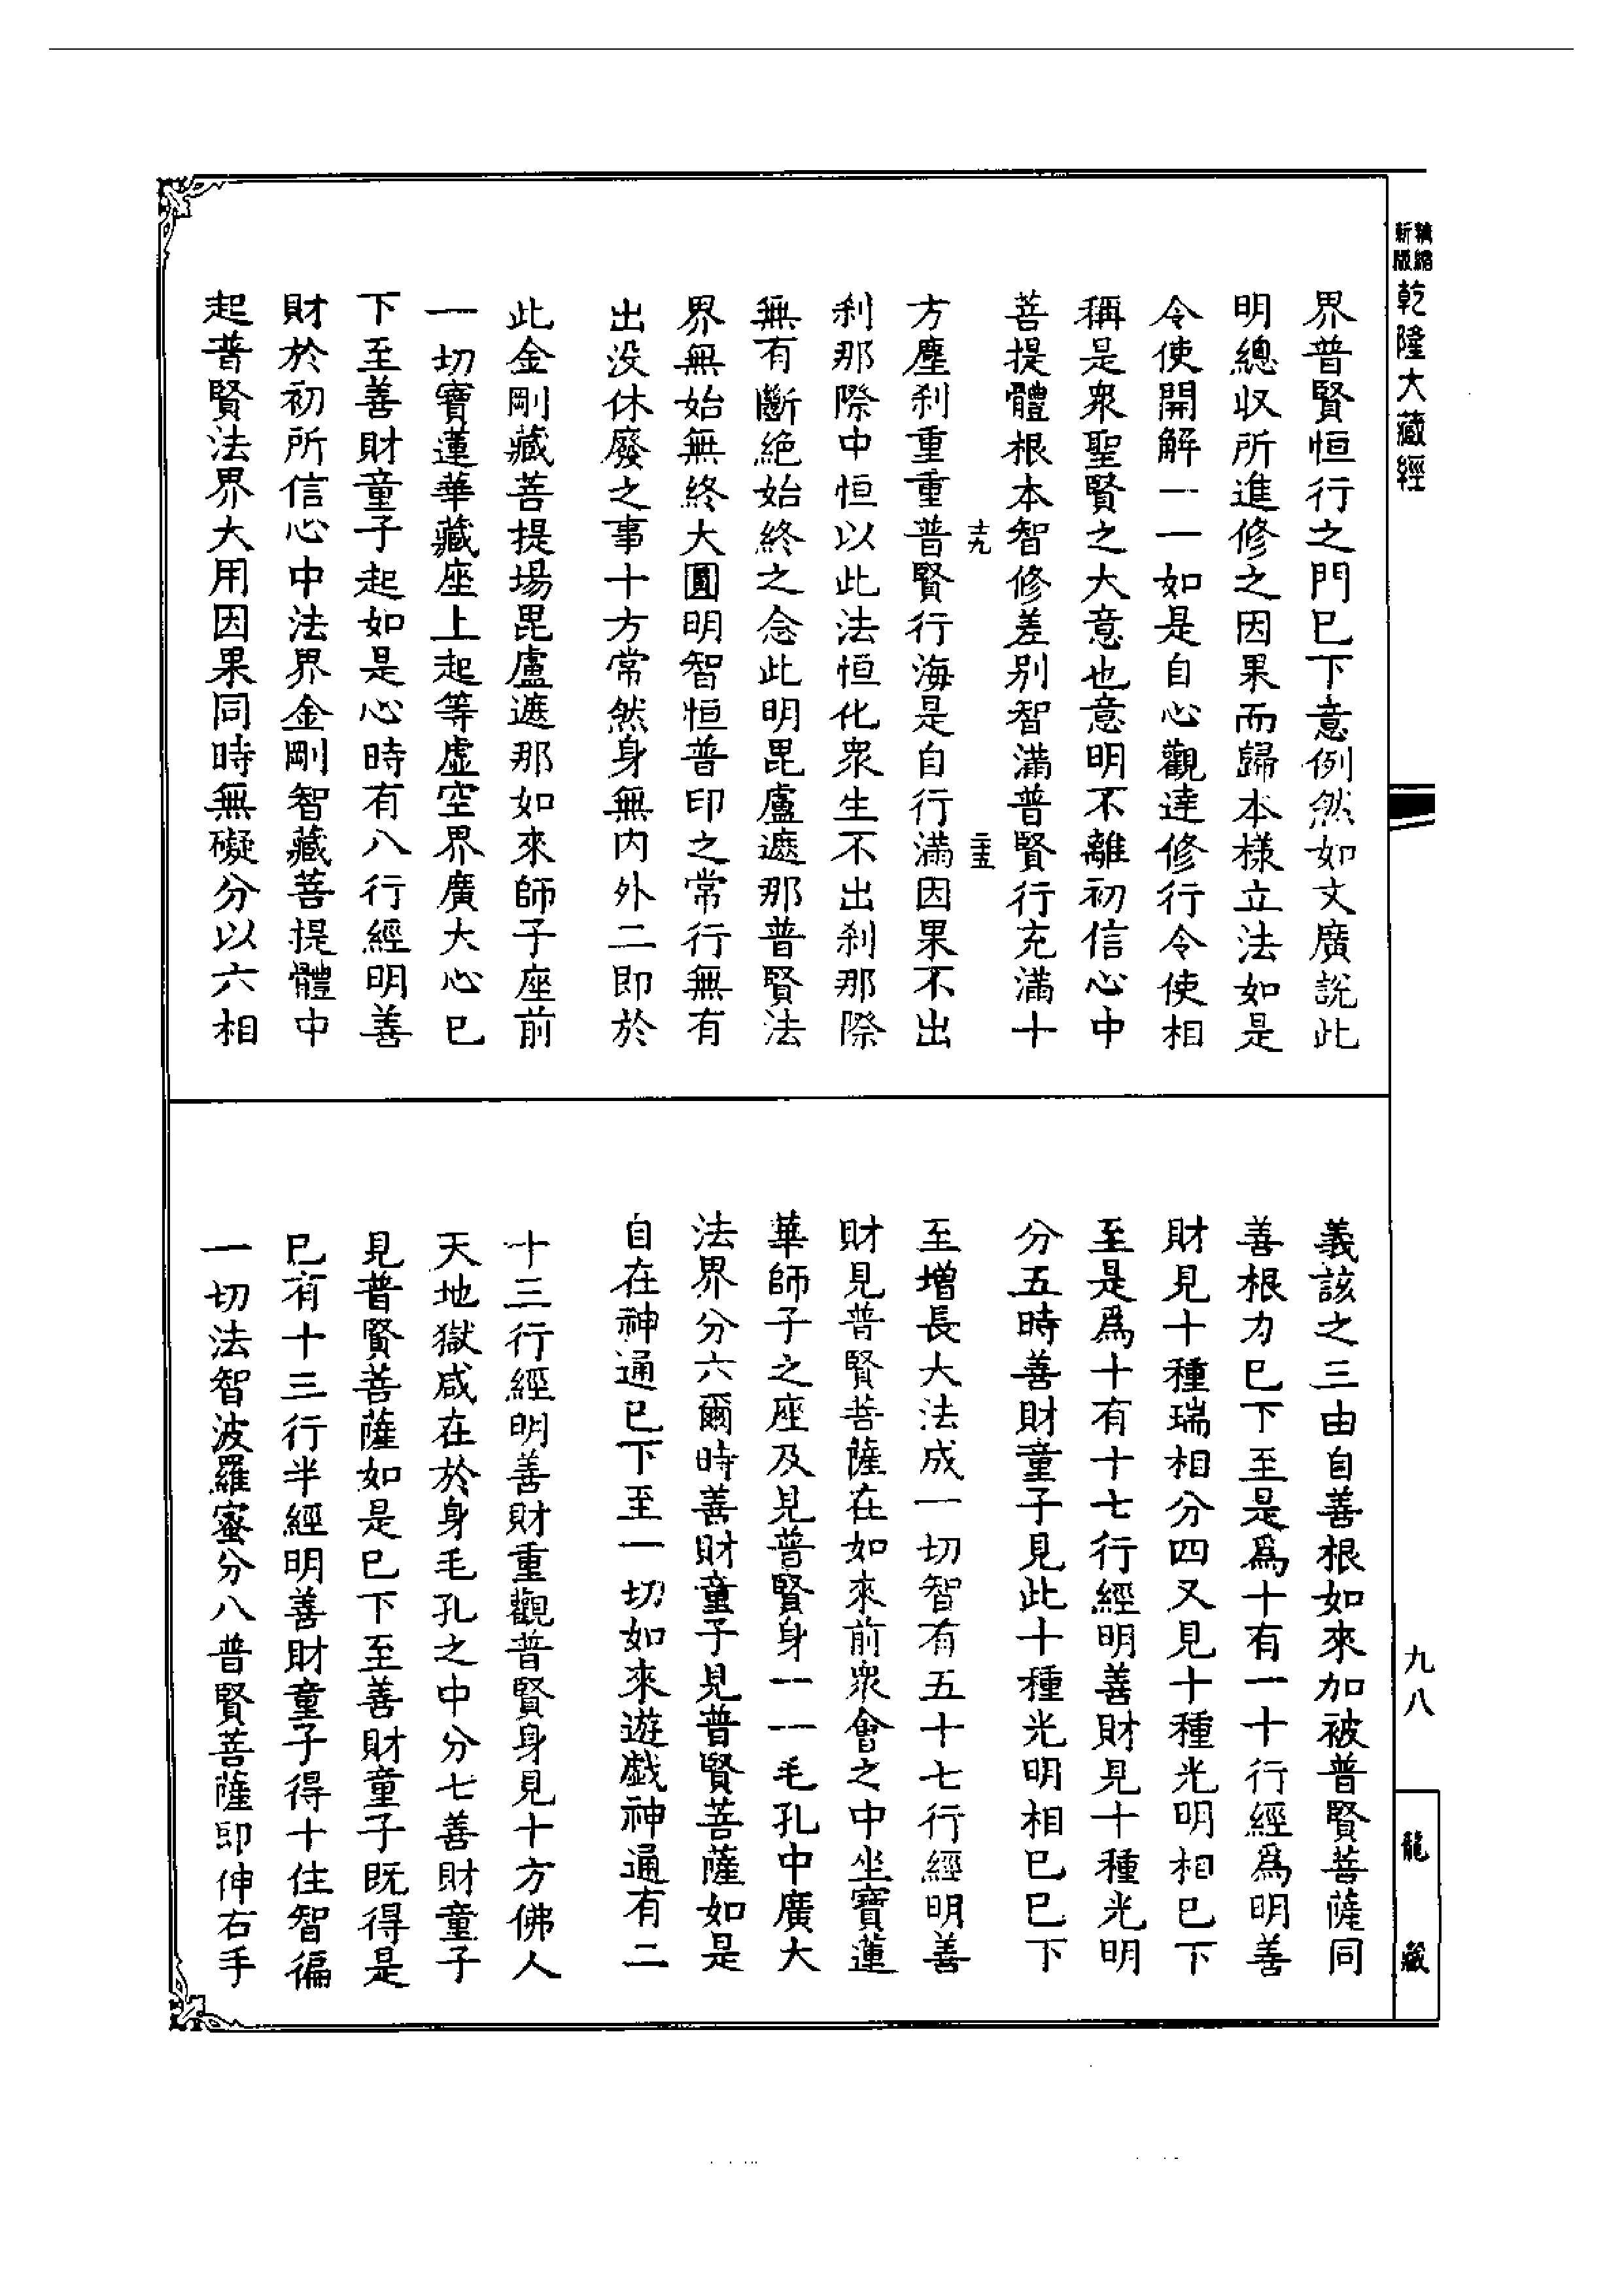 精縮
新版
乾隆大藏經
界普賢恒行之門已下意例然如文廣說此
明總收所進修之因果而歸本樣立法如是
令使開解一一如是自心觀達修行令使相
稱是衆聖賢之大意也意明不離初信心中
菩提體根本智修差別智滿普賢行充滿十
方塵刹重重普賢行海是自行滿因果不出
刹那際中恒以此法恒化衆生不出刹那際
無有斷絕始終之念此明毘盧遮那普賢法
界無始無終大圓明智恒普印之常行無有
出没休廢之事十方常然身無内外二即於
此金剛藏菩提場毘盧遮那如來師子座前
一切寶蓮華藏座上起等虛空界廣大心已
下至善財童子起如是心時有八行經明善
財於初所信心中法界金剛智藏菩提體中
起普賢法界大用因果同時無礙分以六相
義該之三由自善根如來加被普賢菩薩同
善根力已下至是爲十有一十行經爲明善
財見十種瑞相分四又見十種光明相已下
至是爲十有十七行經明善財見十種光明
分五時善財童子見此十種光明相已已下
至增長大法成一切智有五十七行經明善
財見普賢菩薩在如來前衆會之中坐寶蓮
華師子之座及見普賢身一一毛孔中廣大
法界分六爾時善財童子見普賢菩薩如是
自在神通已下至一切如來遊戲神通有二
十三行經明善財重觀普賢身見十方佛人
天地獄咸在於身毛孔之中分七善財童子
見普賢菩薩如是已下至善財童子既得是
已有十三行半經明善財童子得十住智徧
一切法智波羅蜜分八普賢菩薩即伸右手
九八
龍藏